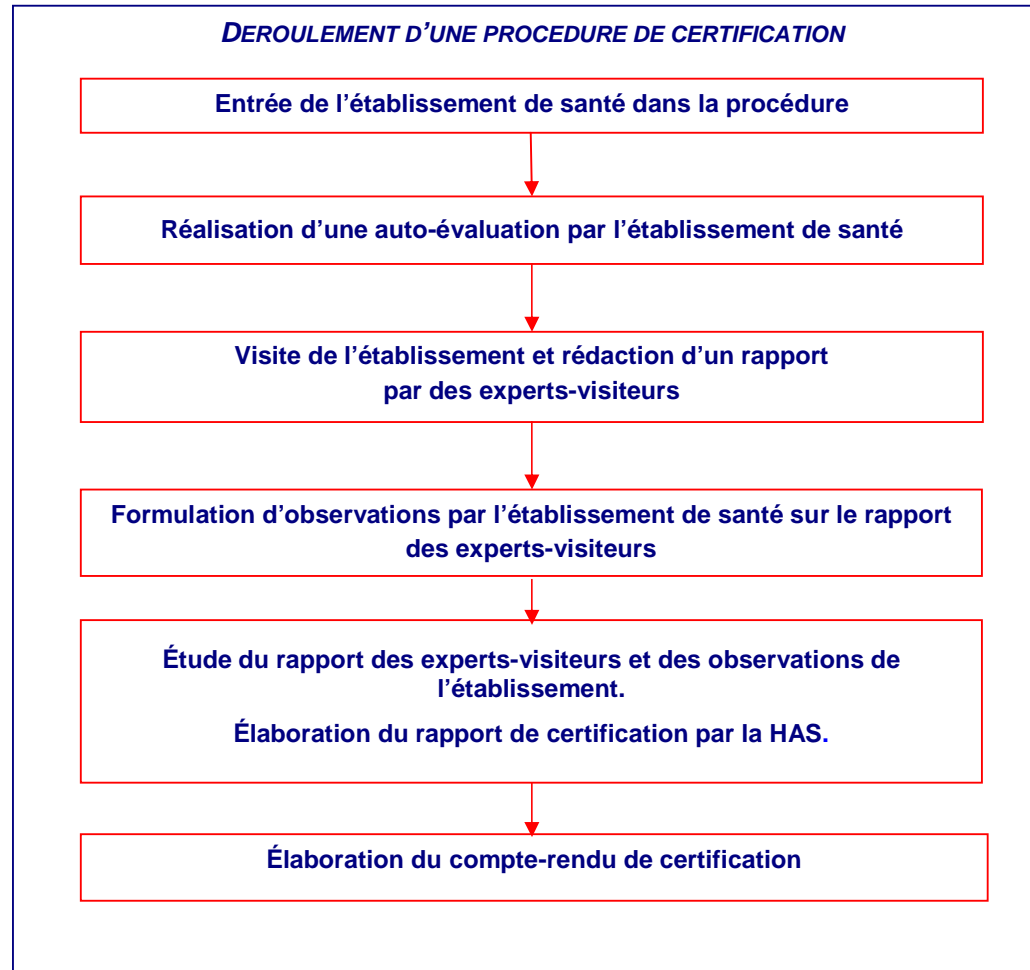 DEROULEMENT D'UNE PROCEDURE DE CERTIFICATION
Entrée de l'établissement de santé dans la procédure
Réalisation d'une auto-évaluation par l'établissement de santé
Visite de l'établissement et rédaction d'un rapport
par des experts-visiteurs
Formulation d'observations par l'établissement de santé sur le rapport
des experts-visiteurs
Étude du rapport des experts-visiteurs et des observations de
l'établissement.
Élaboration du rapport de certification par la HAS.
Élaboration du compte-rendu de certification